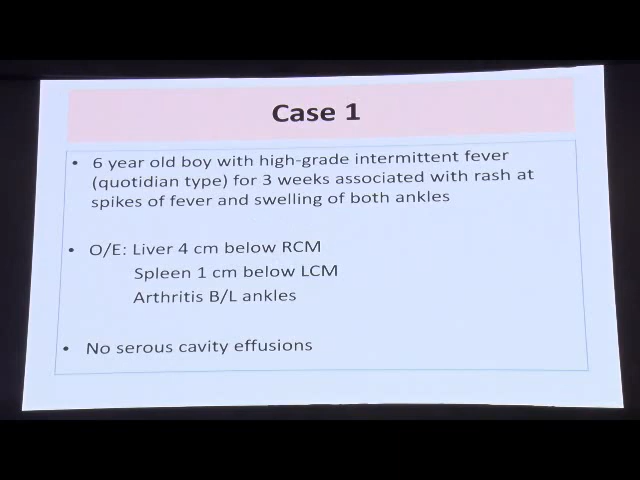 Case 1
• 6 year old boy with high-grade intermittent fever
(quotidian type) for 3 weeks associated with rash at
spikes of fever and swelling of both ankles
• O/E: Liver 4 cm below RCM
Spleen 1 cm below LCM
Arthritis B/L ankles
• No serous cavity effusions